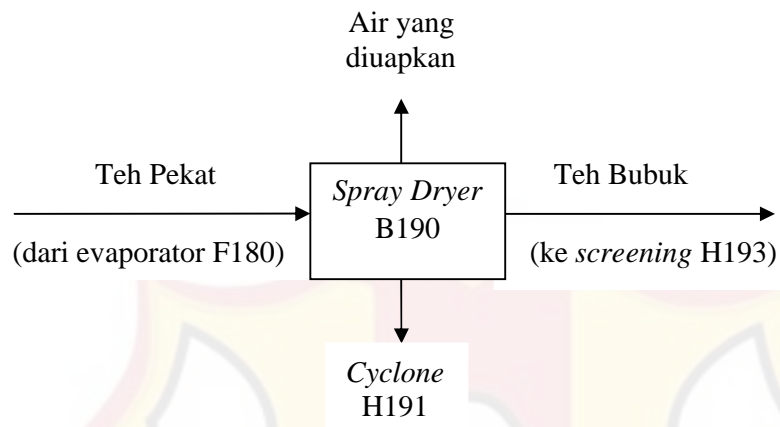 Air yang
diuapkan
Teh Pekat
Spray Dryer
B190
Teh Bubuk
(dari evaporator F180)
(ke screening H193)
Cyclone
H191